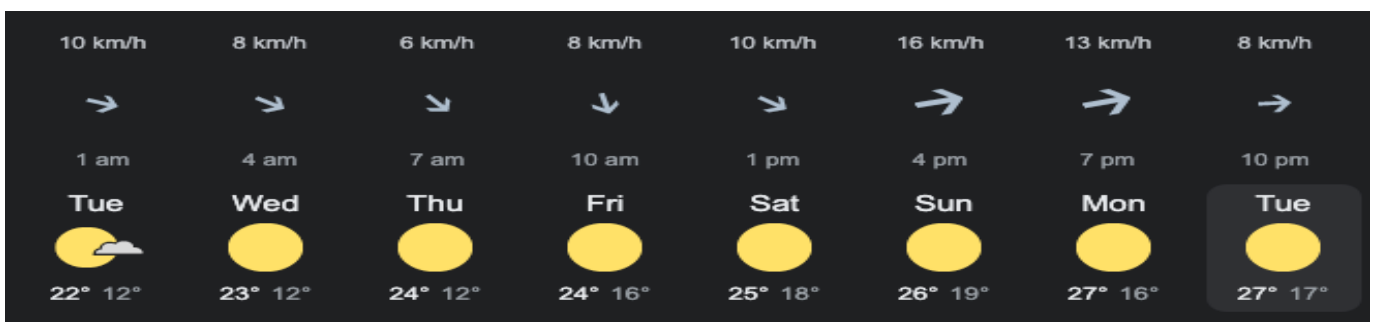 10 km/h 8 km/h 6 km/h 8 km/h 10 km/h 16 km/h 13 km/h 8 km/h
1 am 4 am 7 am 10 am 1 pm 4 pm 7 pm 10 pm
Tue Wed Thu Fri Sat Sun Mon Tue
22° 12° 23° 12° 24° 12° 24° 16° 25° 18° 26° 19° 27° 16° 27° 17°